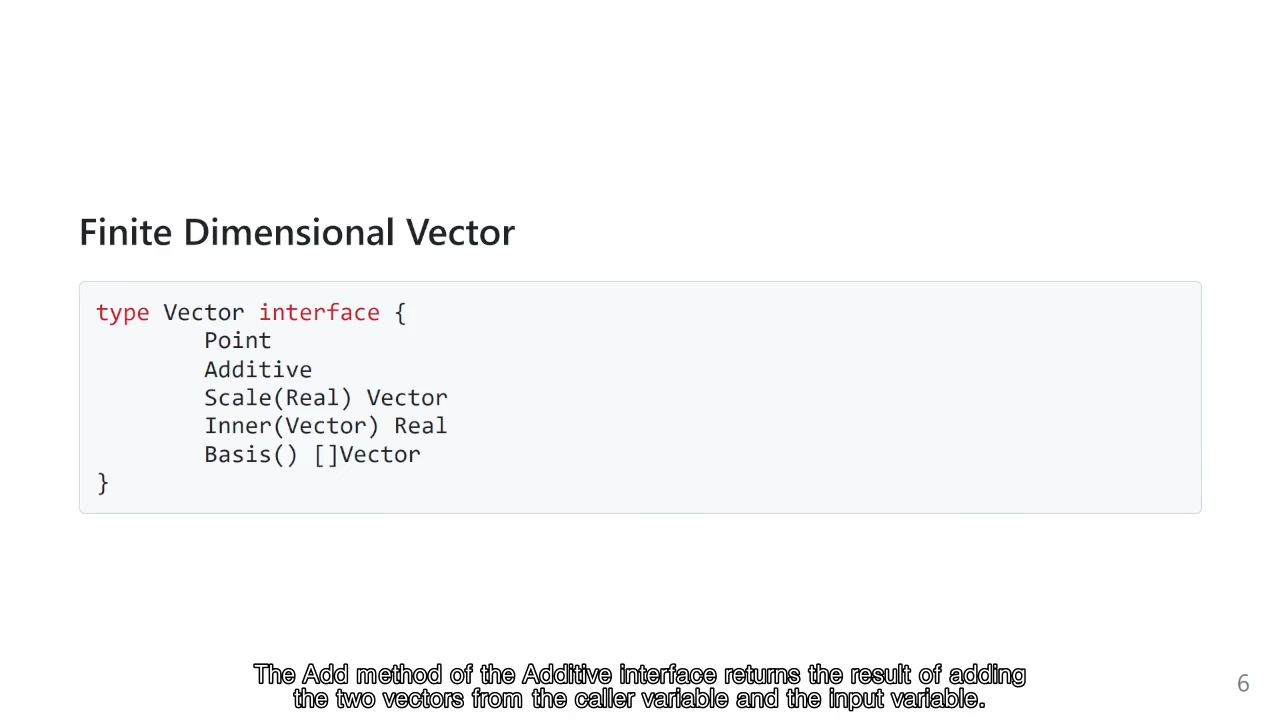 Finite Dimensional Vector
type Vector interface {
        Point
        Additive
        Scale(Real) Vector
        Inner(Vector) Real
        Basis() []Vector
}
The Add method of the Additive interface returns the result of adding
the two vectors from the caller variable and the input variable.
6